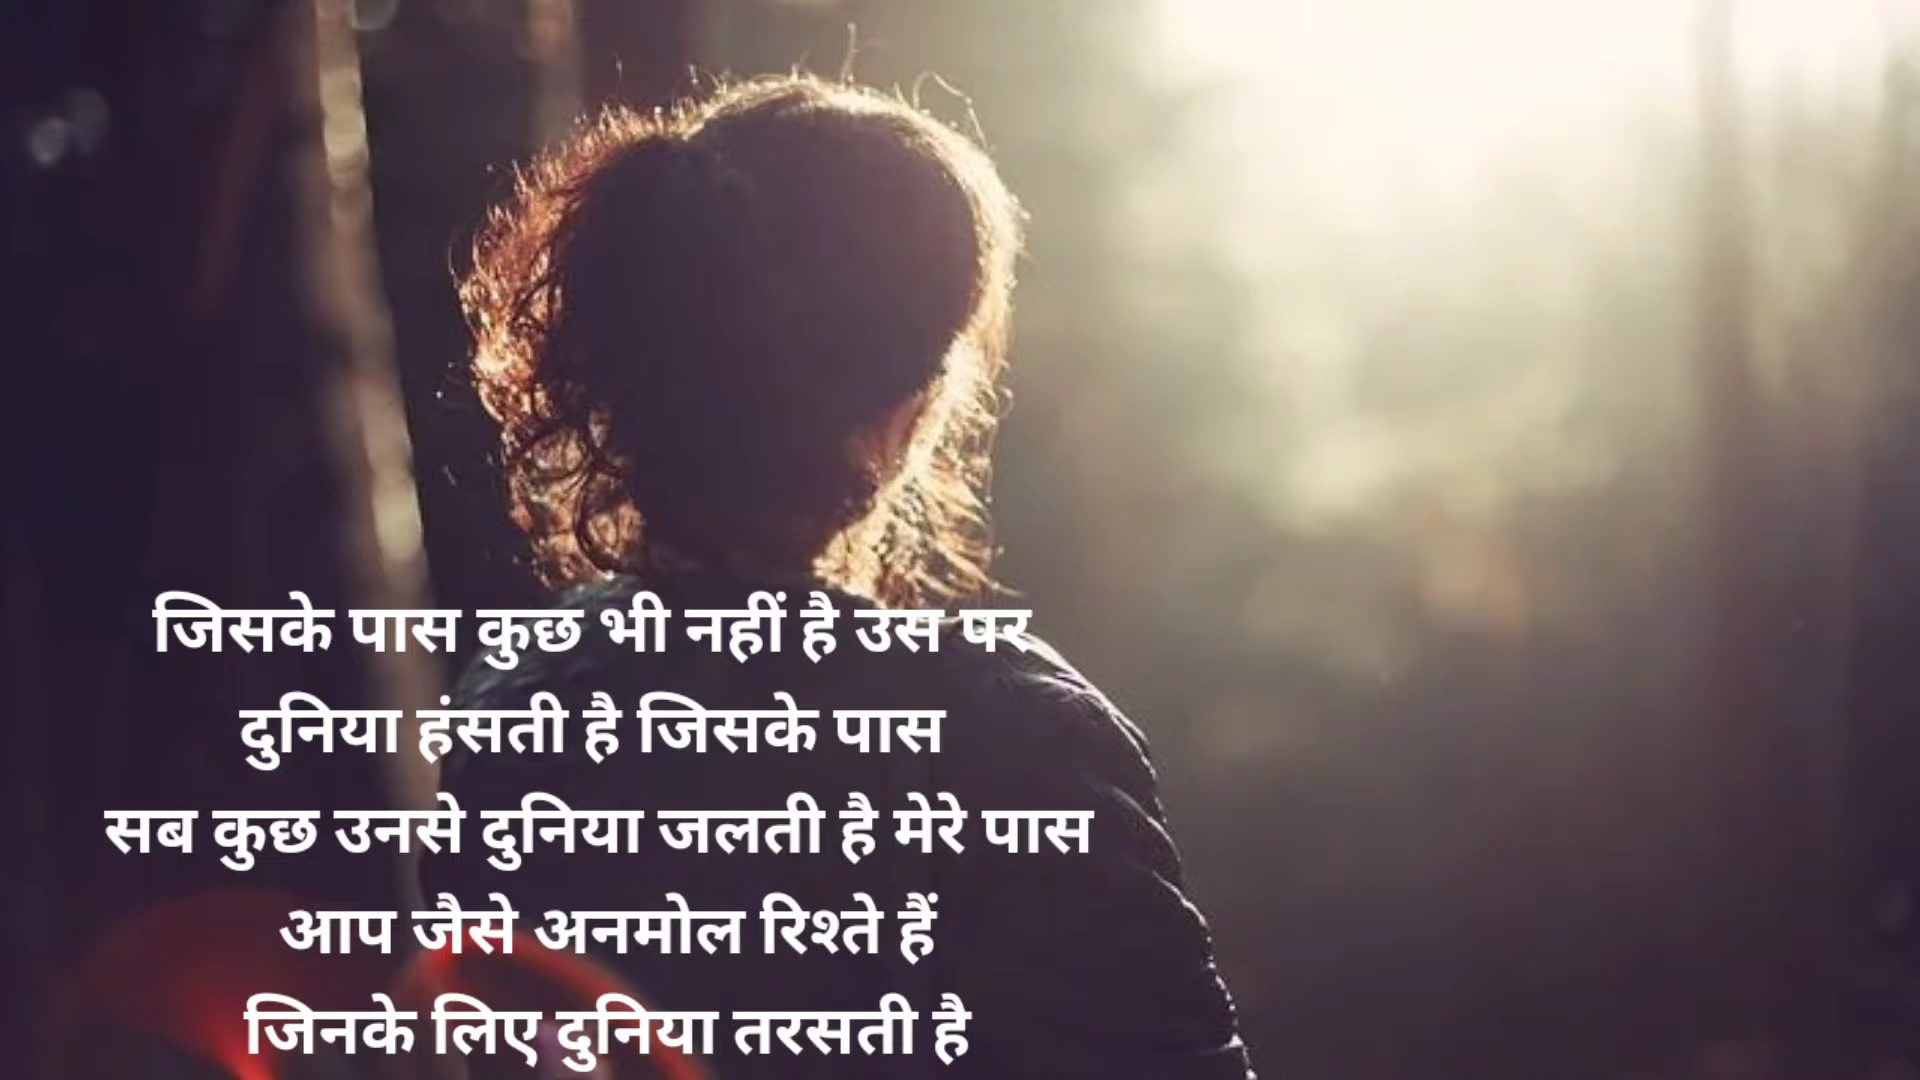 जिसके पास कुछ भी नहीं है उस पर
दुनिया हंसती है जिसके पास
सब कुछ उनसे दुनिया जलती है मेरे पास
आप जैसे अनमोल रिश्ते हैं
जिनके लिए दुनिया तरसती है